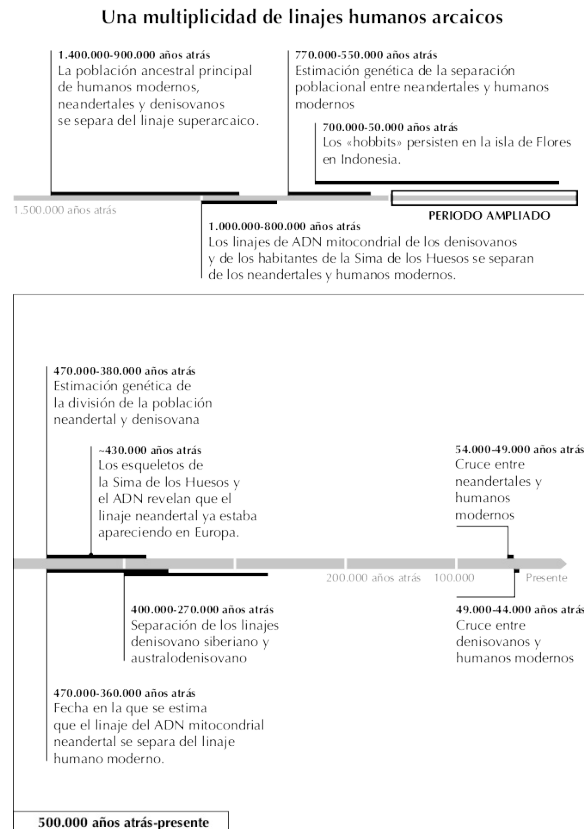 Una multiplicidad de linajes humanos arcaicos
1.400.000-900.000 años atrás
La población ancestral principal
de humanos modernos,
neandertales y denisovanos
se separa del linaje superarcaico.
770.000-550.000 años atrás
Estimación genética de la separación
poblacional entre neandertales y humanos
modernos
700.000-50.000 años atrás
Los «hobbits» persisten en la isla de Flores
en Indonesia.
1.500.000 años atrás
PERIODO AMPLIADO
1.000.000-800.000 años atrás
Los linajes de ADN mitocondrial de los denisovanos
y de los habitantes de la Sima de los Huesos se separan
de los neandertales y humanos modernos.
470.000-380.000 años atrás
Estimación genética de
la división de la población
neandertal y denisovana
~430.000 años atrás
Los esqueletos de
la Sima de los Huesos y
el ADN revelan que el
linaje neandertal ya estaba
apareciendo en Europa.
54.000-49.000 años atrás
Cruce entre
neandertales y
humanos
modernos
200.000 años atrás
100.000
Presente
400.000-270.000 años atrás
Separación de los linajes
denisovano siberiano y
australodenisovano
49.000-44.000 años atrás
Cruce entre
denisovanos y
humanos modernos
470.000-360.000 años atrás
Fecha en la que se estima
que el linaje del ADN mitocondrial
neandertal se separa del linaje
humano moderno.
500.000 años atrás-presente